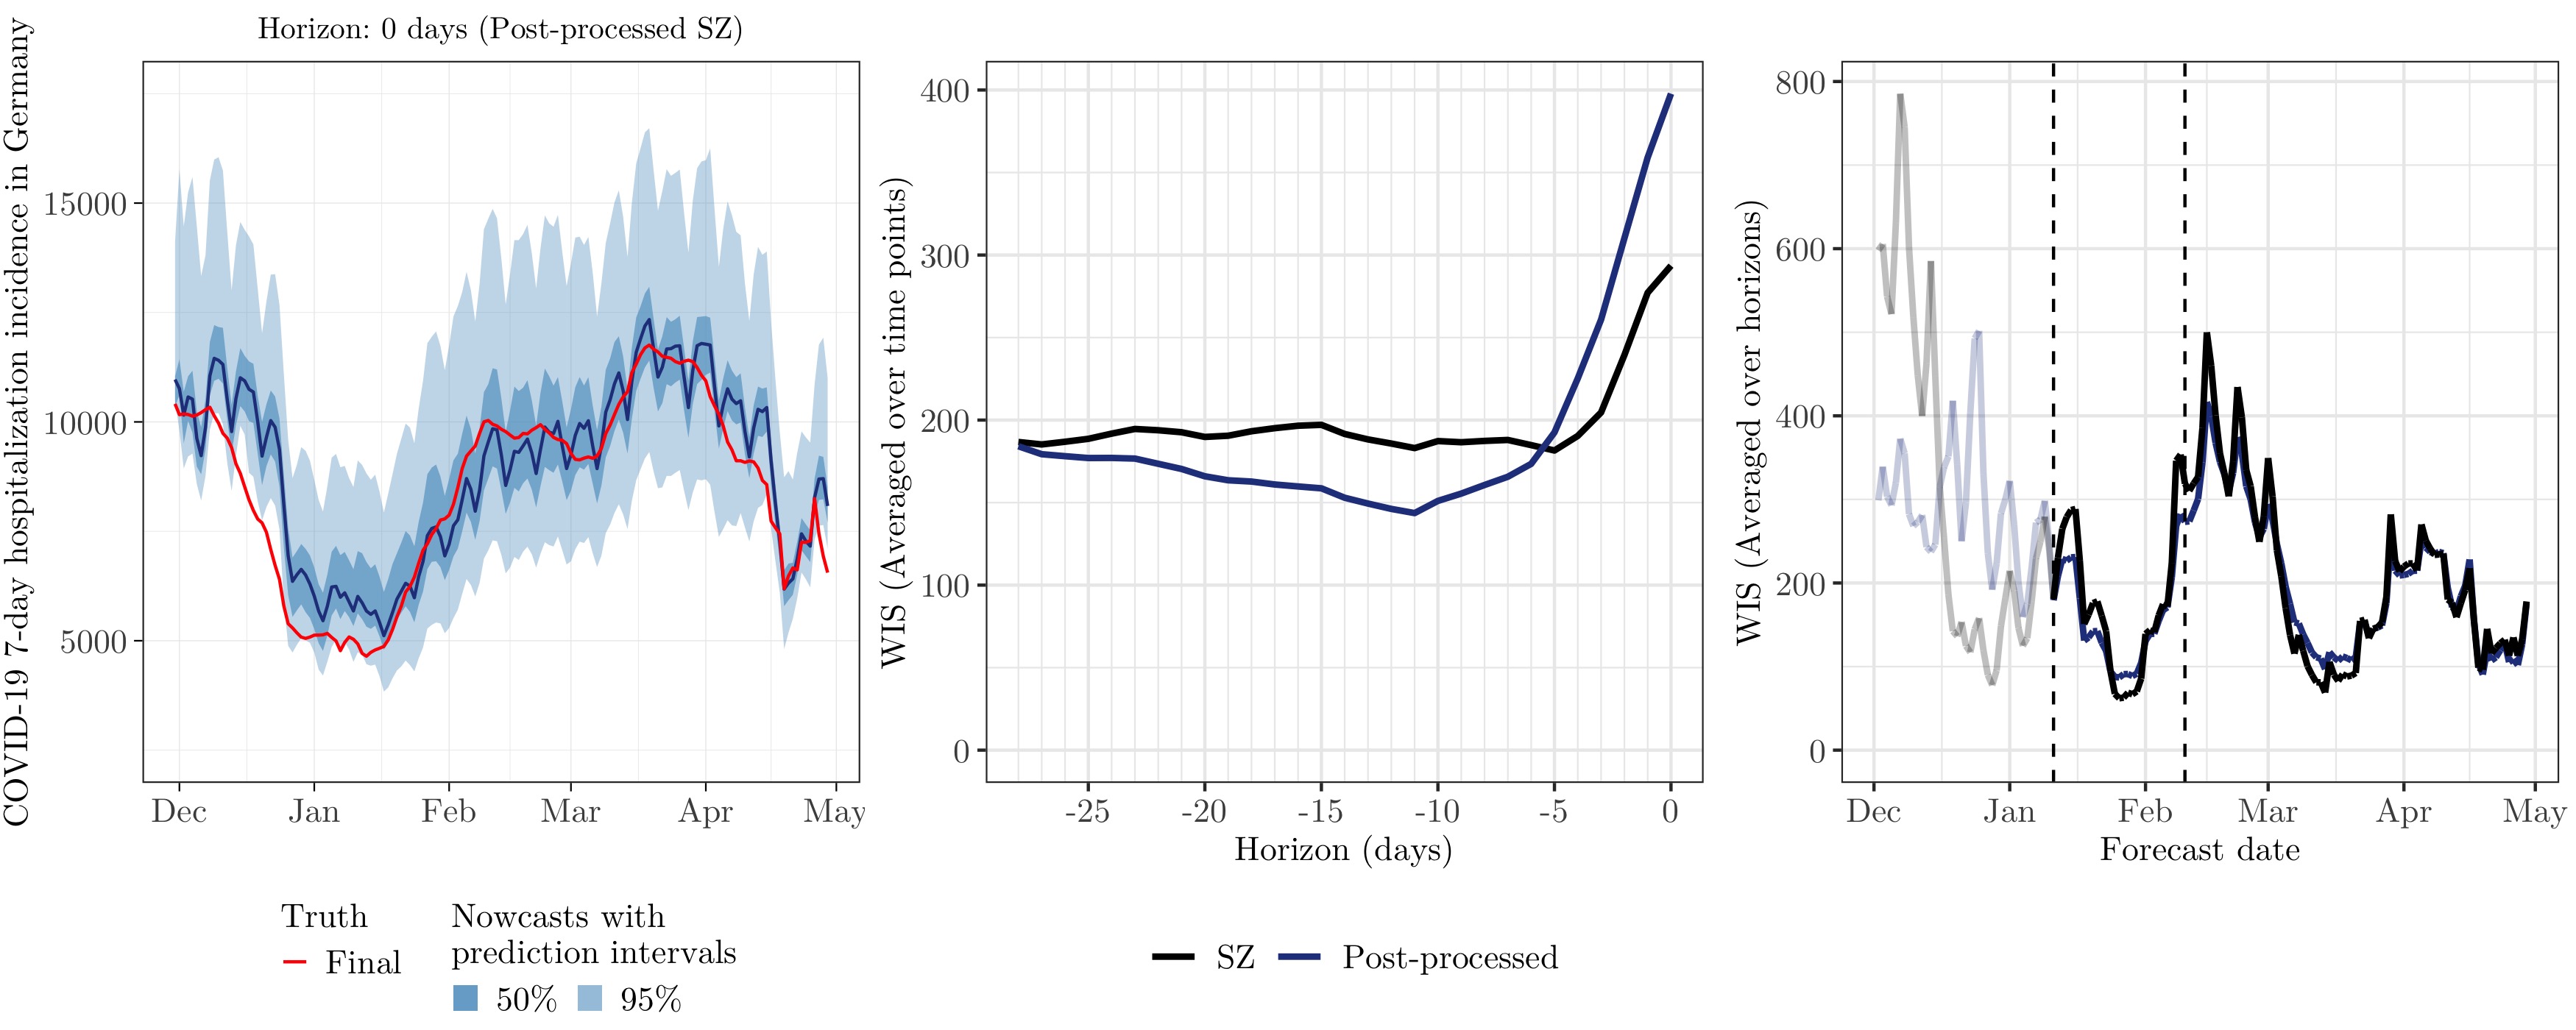 Horizon: 0 days (Post-processed SZ)
COVID-19 7-day hospitalization incidence in Germany
15000
10000
5000
Dec Jan Feb Mar Apr May
Truth
Final
Nowcasts with
prediction intervals
50% 95%
WIS (Averaged over time points)
400
300
200
100
0
-25 -20 -15 -10 -5 0
Horizon (days)
SZ Post-processed
WIS (Averaged over horizons)
800
600
400
200
0
Dec Jan Feb Mar Apr May
Forecast date